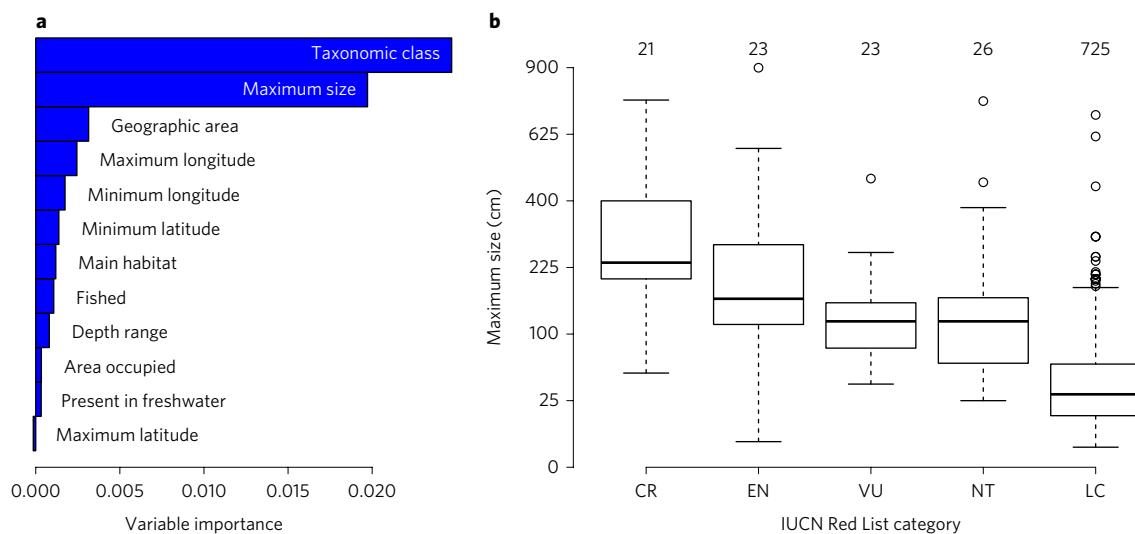 a
Taxonomic class
Maximum size
Geographic area
Maximum longitude
Minimum longitude
Minimum latitude
Main habitat
Fished
Depth range
Area occupied
Present in freshwater
Maximum latitude
0.000 0.005 0.010 0.015 0.020
Variable importance
b
21 23 23 26 725
900
625
400
225
100
25
0
Maximum size (cm)
CR EN VU NT LC
IUCN Red List category